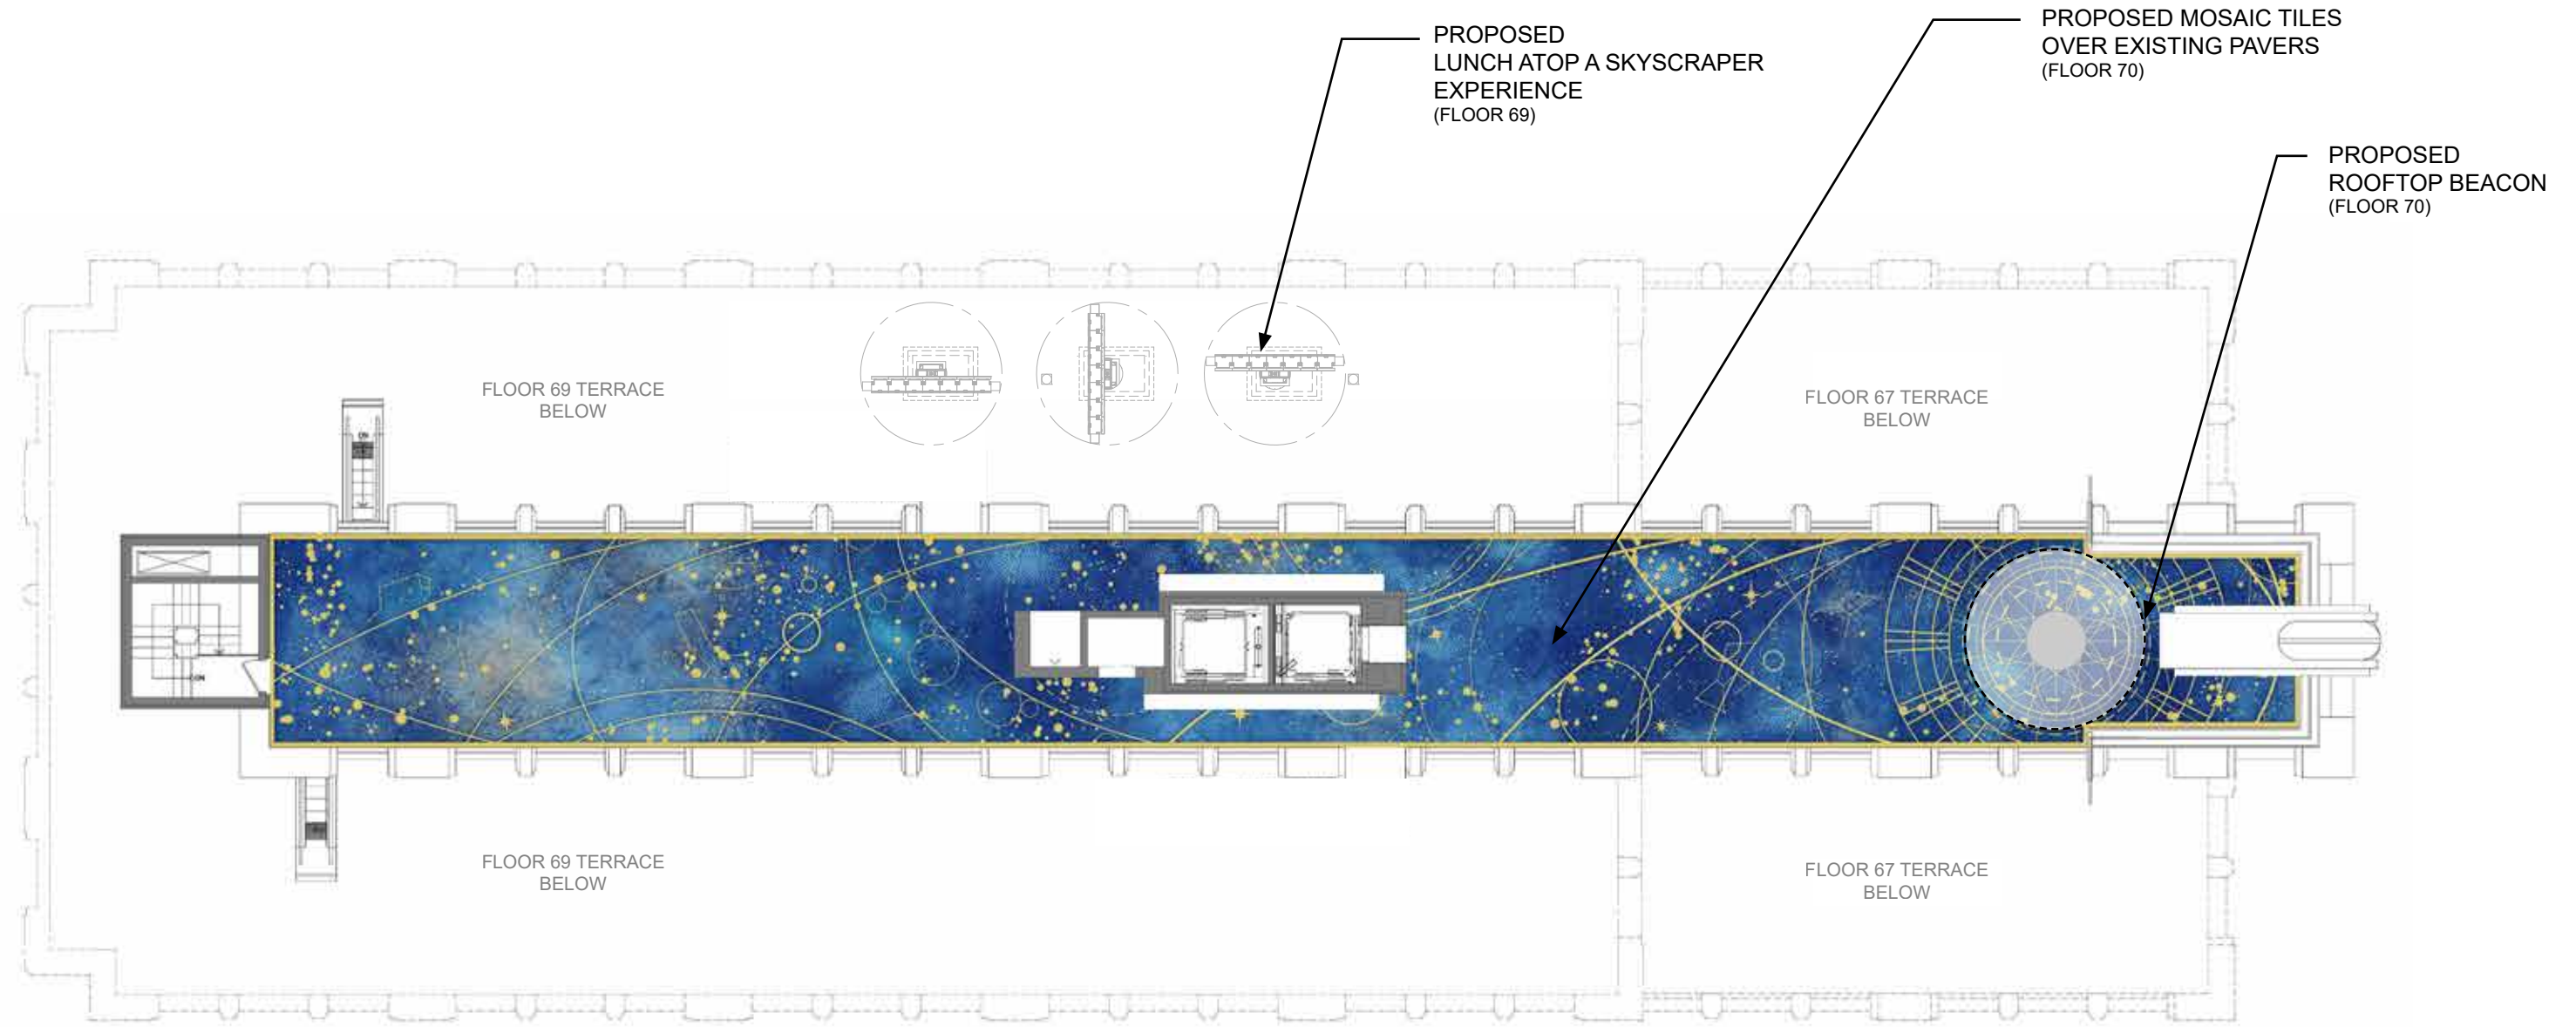 PROPOSED
LUNCH ATOP A SKYSCRAPER
EXPERIENCE
(FLOOR 69)
PROPOSED MOSAIC TILES
OVER EXISTING PAVERS
(FLOOR 70)
PROPOSED
ROOFTOP BEACON
(FLOOR 70)
FLOOR 69 TERRACE
BELOW
FLOOR 67 TERRACE
BELOW
FLOOR 69 TERRACE
BELOW
FLOOR 67 TERRACE
BELOW